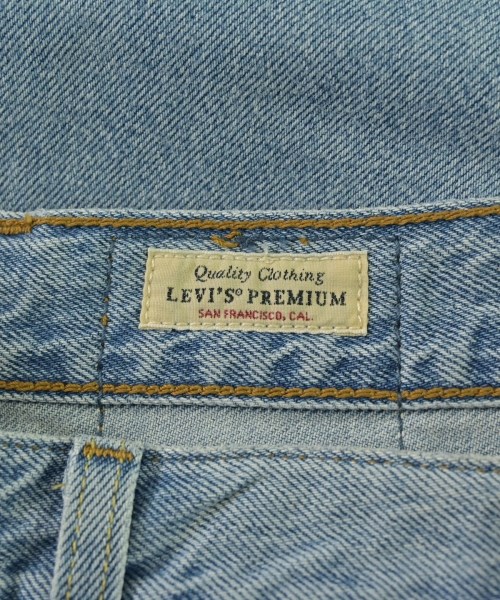 Quality Clothing
LEVI'S® PREMIUM
SAN FRANCISCO, CAL.